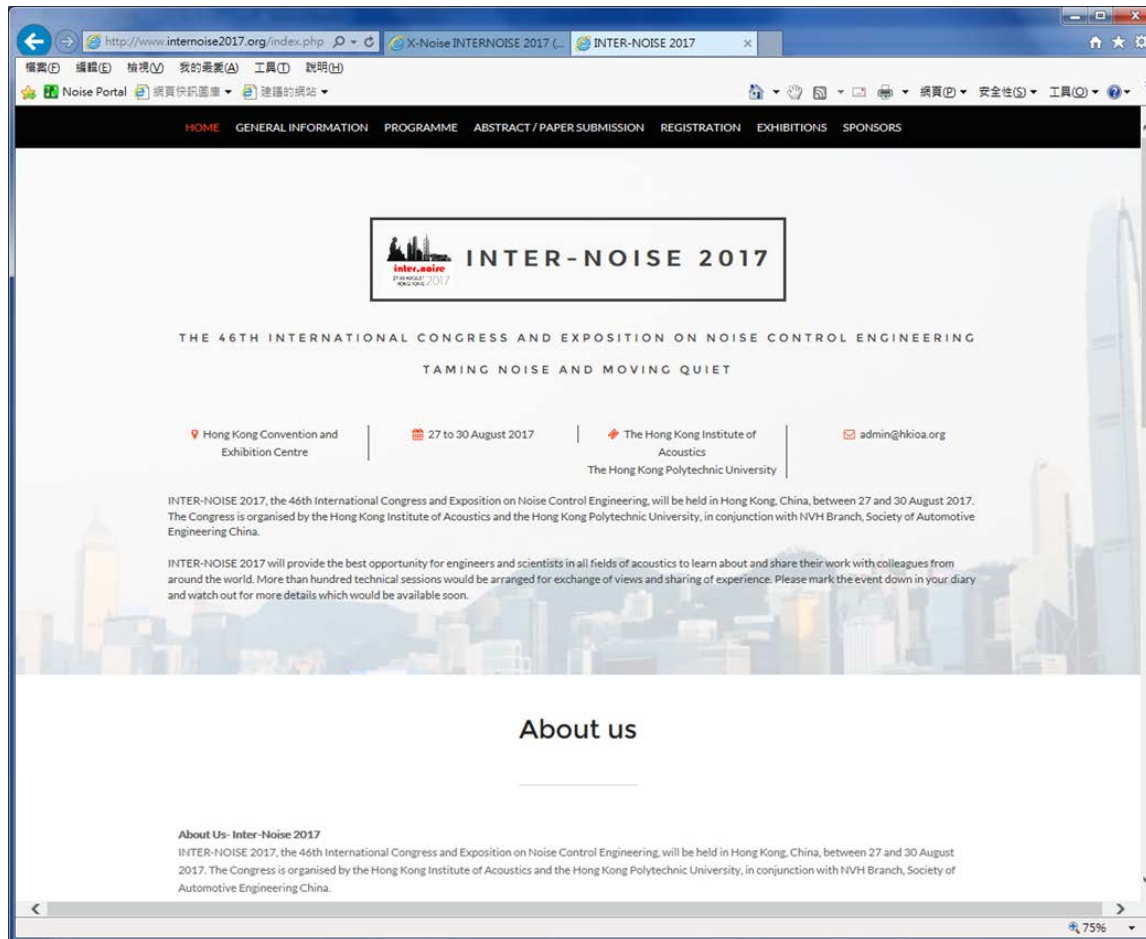 http://www.internoise2017.org/index.php
X-Noise INTERNOISE 2017 (...
INTER-NOISE 2017
檔案(F) 編輯(E) 檢視(V) 我的最愛(A) 工具(T) 說明(H)
Noise Portal 網頁快訊圖庫 建議的網站
網頁(P) 安全性(S) 工具(O)
HOME GENERAL INFORMATION PROGRAMME ABSTRACT / PAPER SUBMISSION REGISTRATION EXHIBITIONS SPONSORS
inter.noise
27-30 AUGUST
HONG KONG 2017
INTER-NOISE 2017
THE 46TH INTERNATIONAL CONGRESS AND EXPOSITION ON NOISE CONTROL ENGINEERING
TAMING NOISE AND MOVING QUIET
Hong Kong Convention and
Exhibition Centre
27 to 30 August 2017
The Hong Kong Institute of
Acoustics
The Hong Kong Polytechnic University
admin@hkioa.org
INTER-NOISE 2017, the 46th International Congress and Exposition on Noise Control Engineering, will be held in Hong Kong, China, between 27 and 30 August 2017.
The Congress is organised by the Hong Kong Institute of Acoustics and the Hong Kong Polytechnic University, in conjunction with NVH Branch, Society of Automotive
Engineering China.
INTER-NOISE 2017 will provide the best opportunity for engineers and scientists in all fields of acoustics to learn about and share their work with colleagues from
around the world. More than hundred technical sessions would be arranged for exchange of views and sharing of experience. Please mark the event down in your diary
and watch out for more details which would be available soon.
About us
About Us- Inter-Noise 2017
INTER-NOISE 2017, the 46th International Congress and Exposition on Noise Control Engineering, will be held in Hong Kong, China, between 27 and 30 August
2017. The Congress is organised by the Hong Kong Institute of Acoustics and the Hong Kong Polytechnic University, in conjunction with NVH Branch, Society of
Automotive Engineering China.
75%